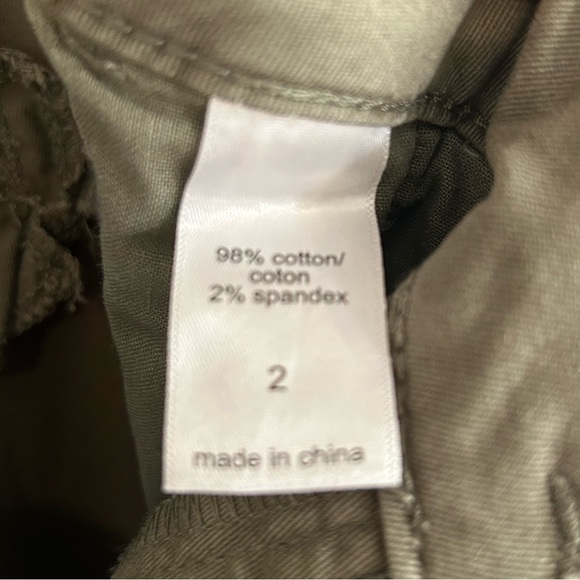 98% cotton/
coton
2% spandex
2
made in china